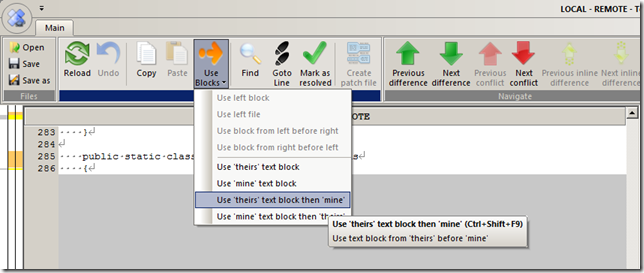 LOCAL - REMOTE - T
Main
Open
Save
Save as
Files
Reload
Undo
Copy
Paste
Use Blocks
Find
Goto Line
Mark as resolved
Create patch file
Previous difference
Next difference
Previous conflict
Next conflict
Previous inline difference
Next inline differen
Navigate
Use left block
Use left file
Use block from left before right
Use block from right before left
Use 'theirs' text block
Use 'mine' text block
Use 'theirs' text block then 'mine'
Use 'mine' text block then 'theirs'
Use 'theirs' text block then 'mine' (Ctrl+Shift+F9)
Use text block from 'theirs' before 'mine'
OTE
283 ····}↲
284 ↲
285 ····public·static·clas s↲
286 ····{↲